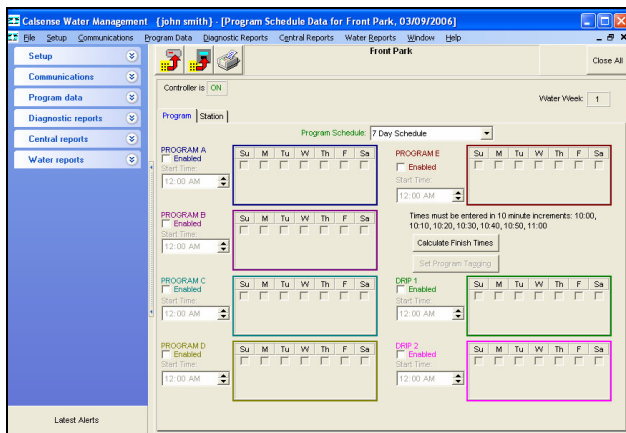 Calsense Water Management {john smith} - [Program Schedule Data for Front Park, 03/09/2006]
File Setup Communications Program Data Diagnostic Reports Central Reports Water Reports Window Help
Setup
Communications
Program data
Diagnostic reports
Central reports
Water reports
Latest Alerts
Front Park
Close All
Controller is ON
Water Week: 1
Program Station
Program Schedule: 7 Day Schedule
PROGRAM A
Enabled
Start Time:
12:00 AM
Su M Tu W Th F Sa
PROGRAM E
Enabled
Start Time:
12:00 AM
Su M Tu W Th F Sa
PROGRAM B
Enabled
Start Time:
12:00 AM
Su M Tu W Th F Sa
Times must be entered in 10 minute increments: 10:00,
10:10, 10:20, 10:30, 10:40, 10:50, 11:00
Calculate Finish Times
Set Program Tagging
PROGRAM C
Enabled
Start Time:
12:00 AM
Su M Tu W Th F Sa
DRIP 1
Enabled
Start Time:
12:00 AM
Su M Tu W Th F Sa
PROGRAM D
Enabled
Start Time:
12:00 AM
Su M Tu W Th F Sa
DRIP 2
Enabled
Start Time:
12:00 AM
Su M Tu W Th F Sa